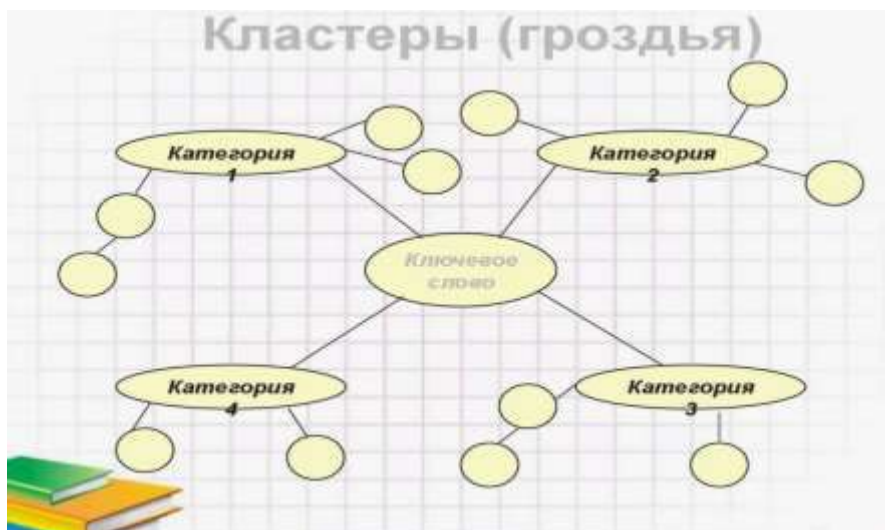 Кластеры (гроздья)
Категория
1
Категория
2
Ключевое
слово
Категория
4
Категория
3